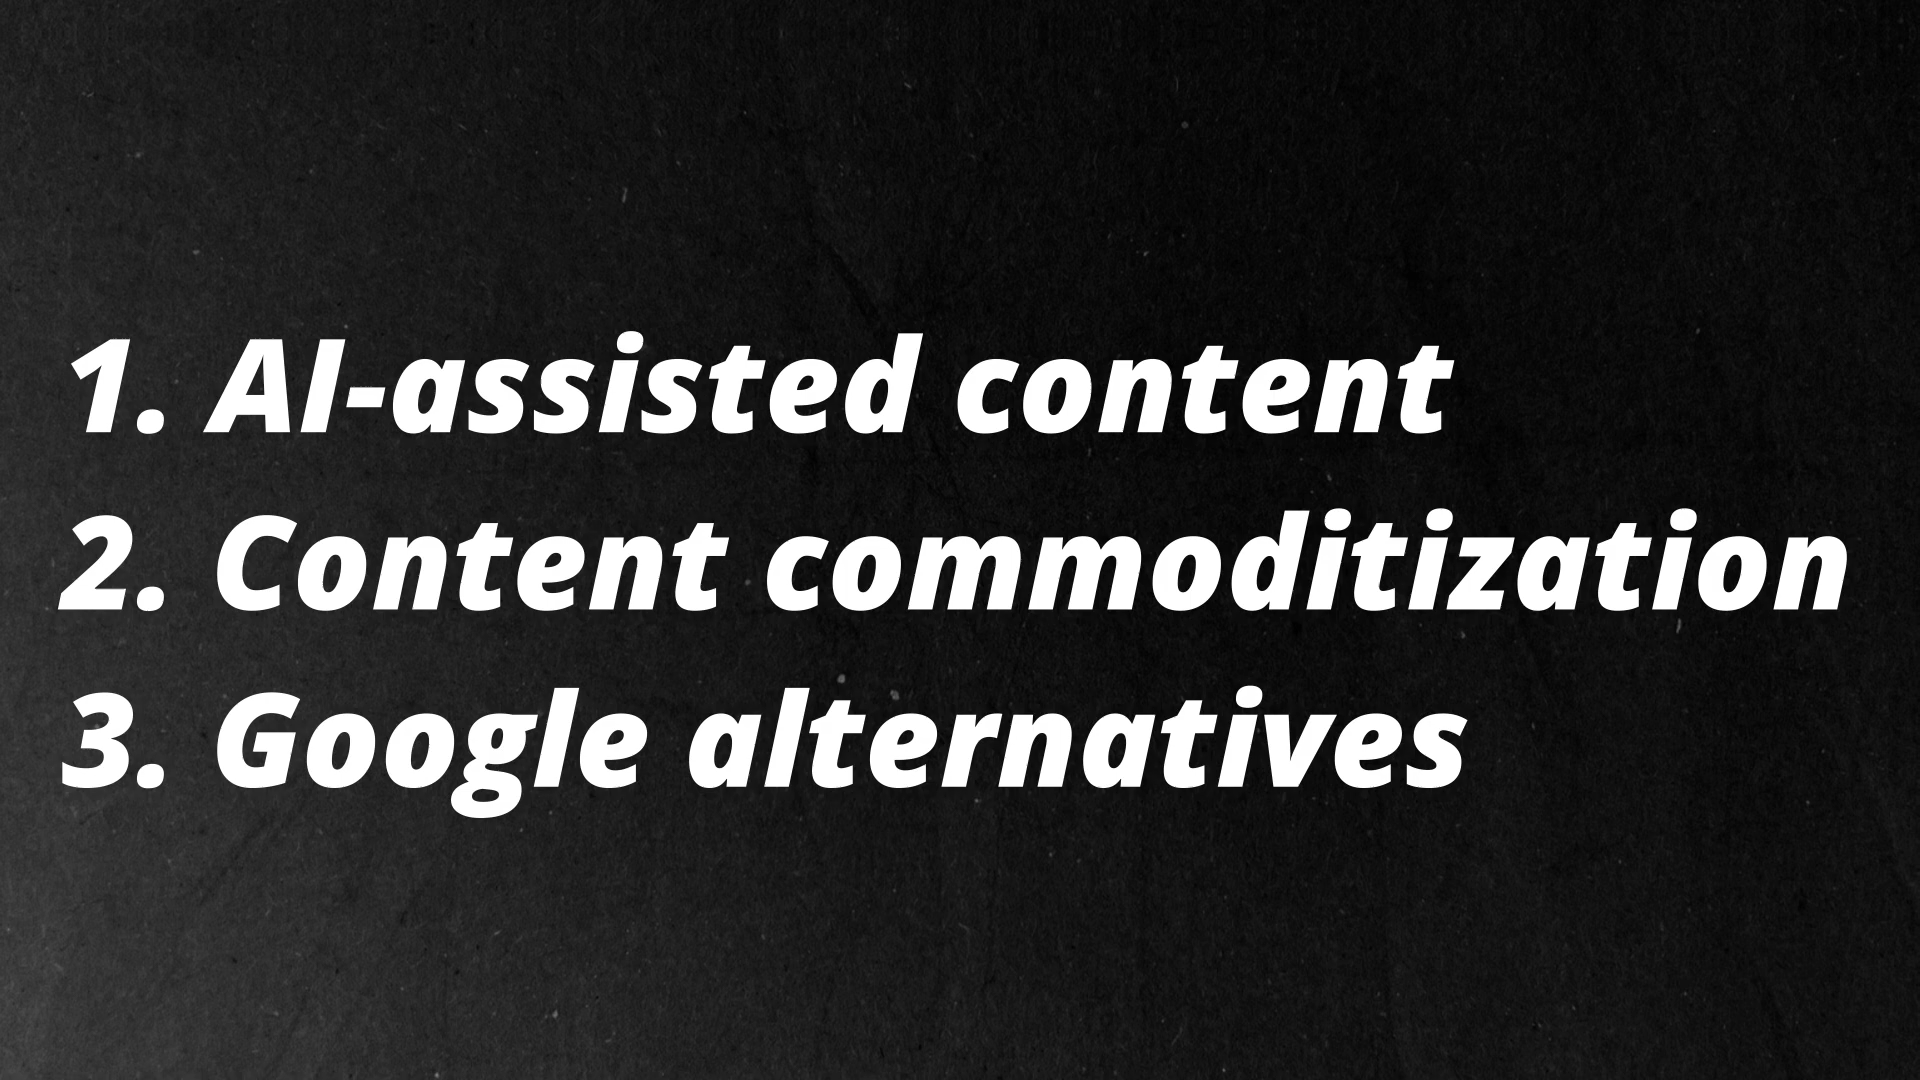 1. AI-assisted content
2. Content commoditization
3. Google alternatives